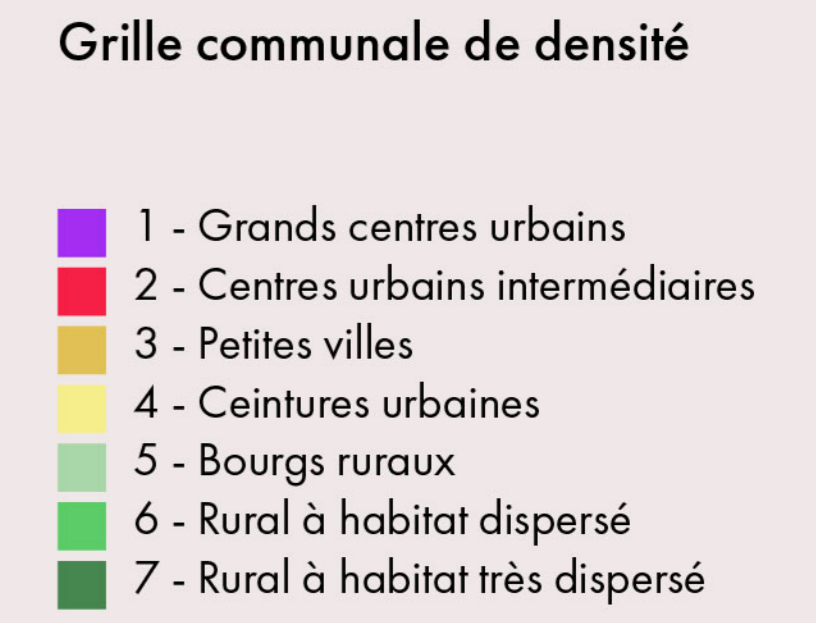 Grille communale de densité
1 - Grands centres urbains
2 - Centres urbains intermédiaires
3 - Petites villes
4 - Ceintures urbaines
5 - Bourgs ruraux
6 - Rural à habitat dispersé
7 - Rural à habitat très dispersé